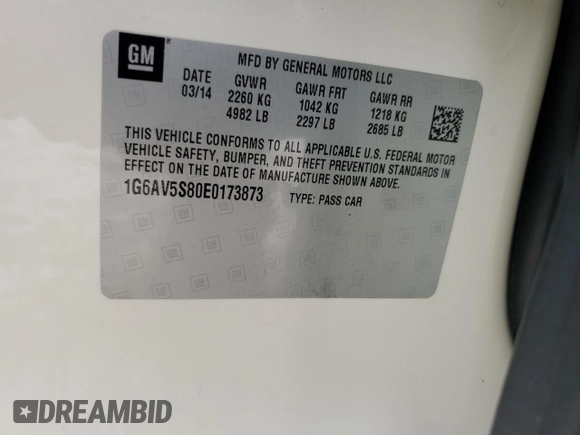 GM
MFD BY GENERAL MOTORS LLC
DATE GVWR GAWR FRT GAWR RR
03/14 2260 KG 1042 KG 1218 KG
4982 LB 2297 LB 2685 LB
THIS VEHICLE CONFORMS TO ALL APPLICABLE U.S. FEDERAL MOTOR
VEHICLE SAFETY, BUMPER, AND THEFT PREVENTION STANDARDS IN
EFFECT ON THE DATE OF MANUFACTURE SHOWN ABOVE.
1G6AV5S80E0173873 TYPE: PASS CAR
DREAMBID